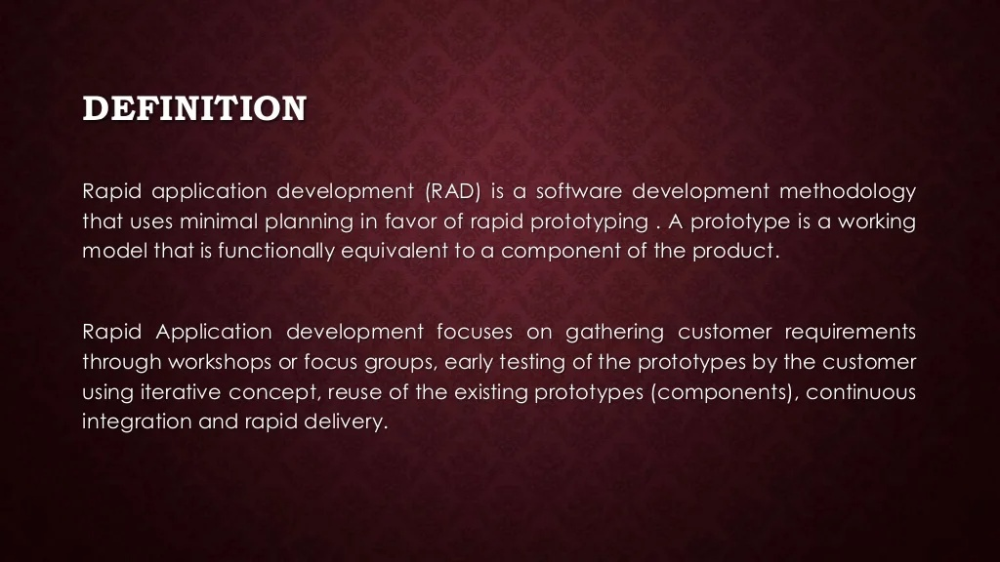 DEFINITION
Rapid application development (RAD) is a software development methodology
that uses minimal planning in favor of rapid prototyping . A prototype is a working
model that is functionally equivalent to a component of the product.
Rapid Application development focuses on gathering customer requirements
through workshops or focus groups, early testing of the prototypes by the customer
using iterative concept, reuse of the existing prototypes (components), continuous
integration and rapid delivery.